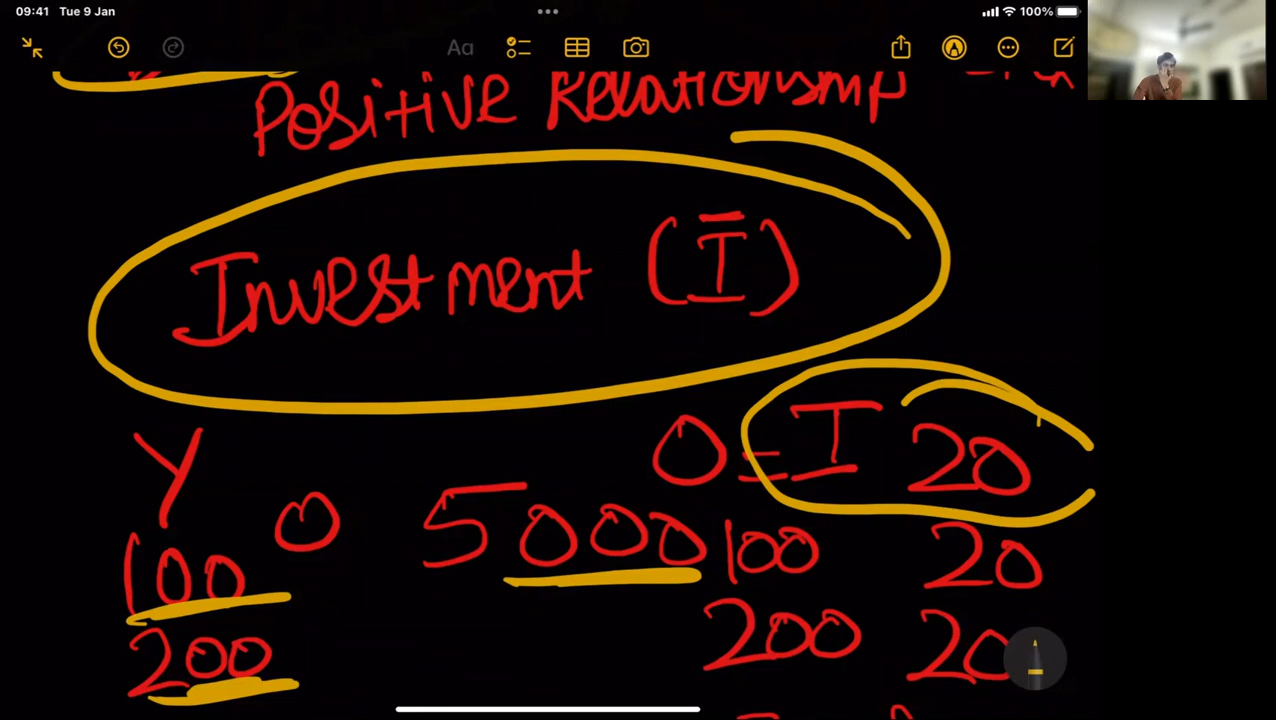 09:41 Tue 9 Jan
100%
Aa
Positive Relationship
Investment (Ī)
Y 0 = I 20
0 5000 100 20
100
200 200 20